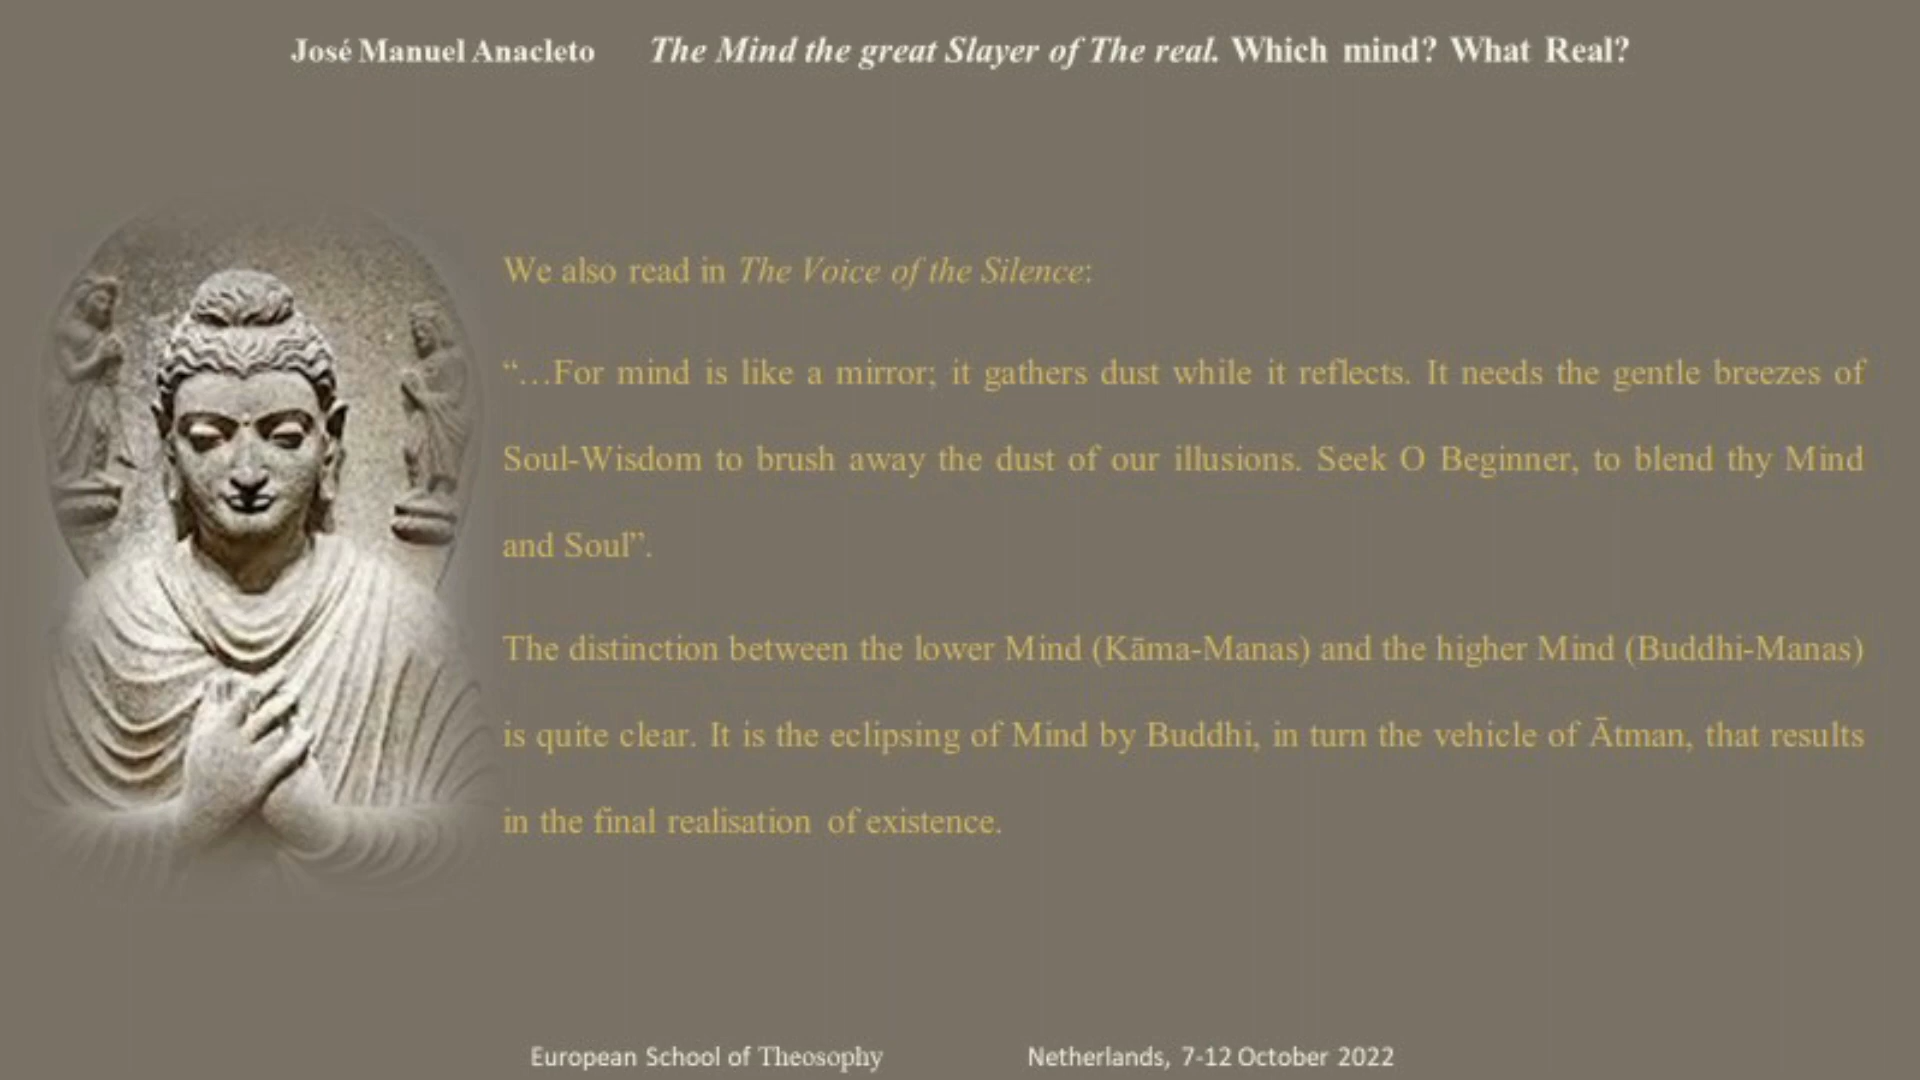 José Manuel Anacleto The Mind the great Slayer of The real. Which mind? What Real?
We also read in The Voice of the Silence:
“…For mind is like a mirror; it gathers dust while it reflects. It needs the gentle breezes of
Soul-Wisdom to brush away the dust of our illusions. Seek O Beginner, to blend thy Mind
and Soul”.
The distinction between the lower Mind (Kāma-Manas) and the higher Mind (Buddhi-Manas)
is quite clear. It is the eclipsing of Mind by Buddhi, in turn the vehicle of Ātman, that results
in the final realisation of existence.
European School of Theosophy Netherlands, 7-12 October 2022